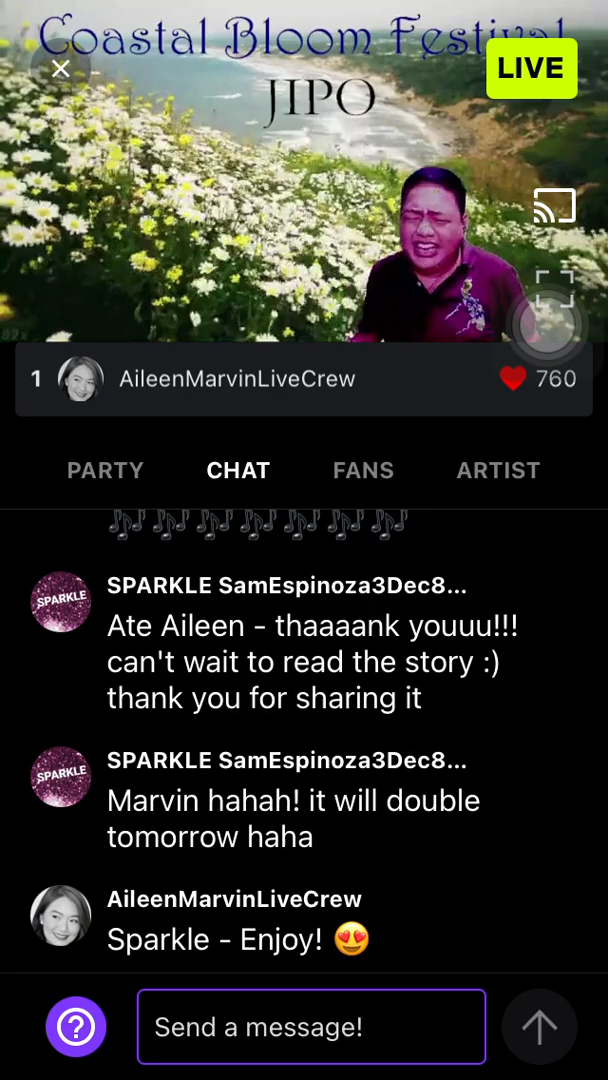 Coastal Bloom Festival
LIVE
JIPO
1 AileenMarvinLiveCrew 760
PARTY CHAT FANS ARTIST
SPARKLE SamEspinoza3Dec8...
SPARKLE
Ate Aileen - thaaaank youuu!!!
can't wait to read the story :)
thank you for sharing it
SPARKLE SamEspinoza3Dec8...
SPARKLE
Marvin hahah! it will double
tomorrow haha
AileenMarvinLiveCrew
Sparkle - Enjoy! 😍
Send a message!